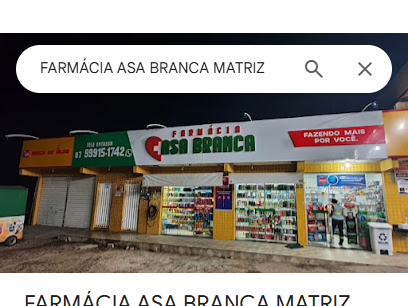 FARMÁCIA ASA BRANCA MATRIZ
TELE ENTREGA
87 99915-1742
FARMÁCIA
ASA BRANCA
FAZENDO MAIS
POR VOCÊ.
FARMÁCIA ASA BRANCA MATRIZ